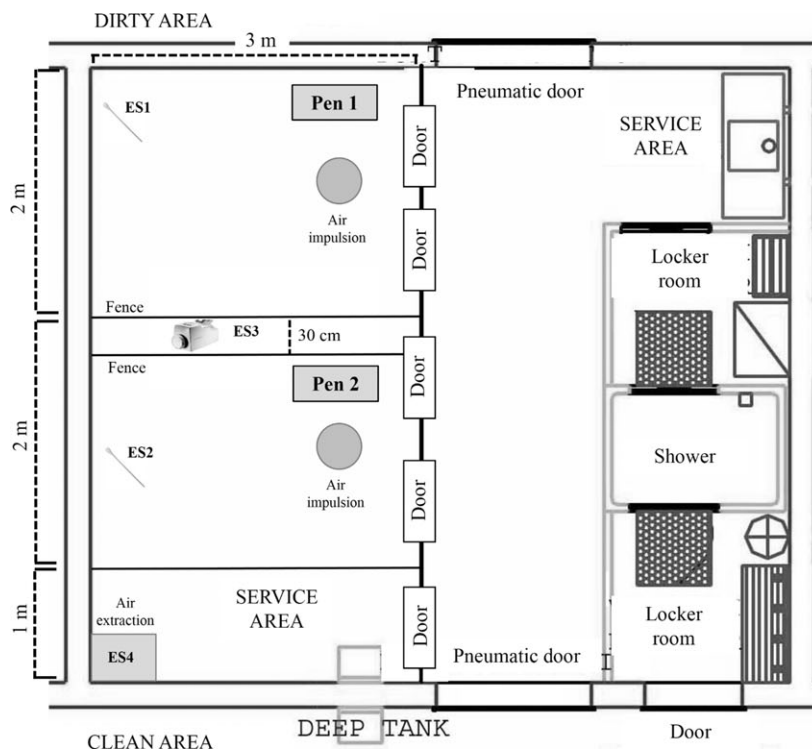 DIRTY AREA
3 m
Pneumatic door
ES1
Pen 1
Door
SERVICE
AREA
2 m
Air
impulsion
Door
Locker
room
Fence
ES3
30 cm
Door
Fence
Pen 2
2 m
ES2
Air
impulsion
Door
Shower
1 m
Air
extraction
ES4
SERVICE
AREA
Door
Locker
room
Pneumatic door
DEEP TANK
Door
CLEAN AREA